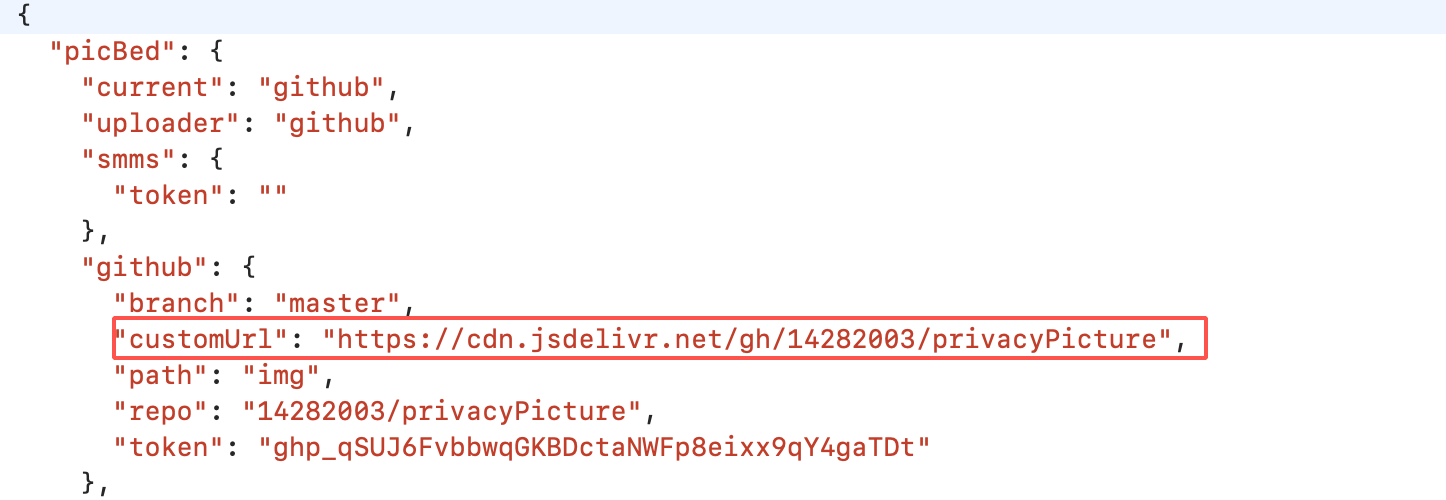 {
"picBed": {
"current": "github",
"uploader": "github",
"smms": {
"token": ""
},
"github": {
"branch": "master",
"customUrl": "https://cdn.jsdelivr.net/gh/14282003/privacyPicture",
"path": "img",
"repo": "14282003/privacyPicture",
"token": "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"
},